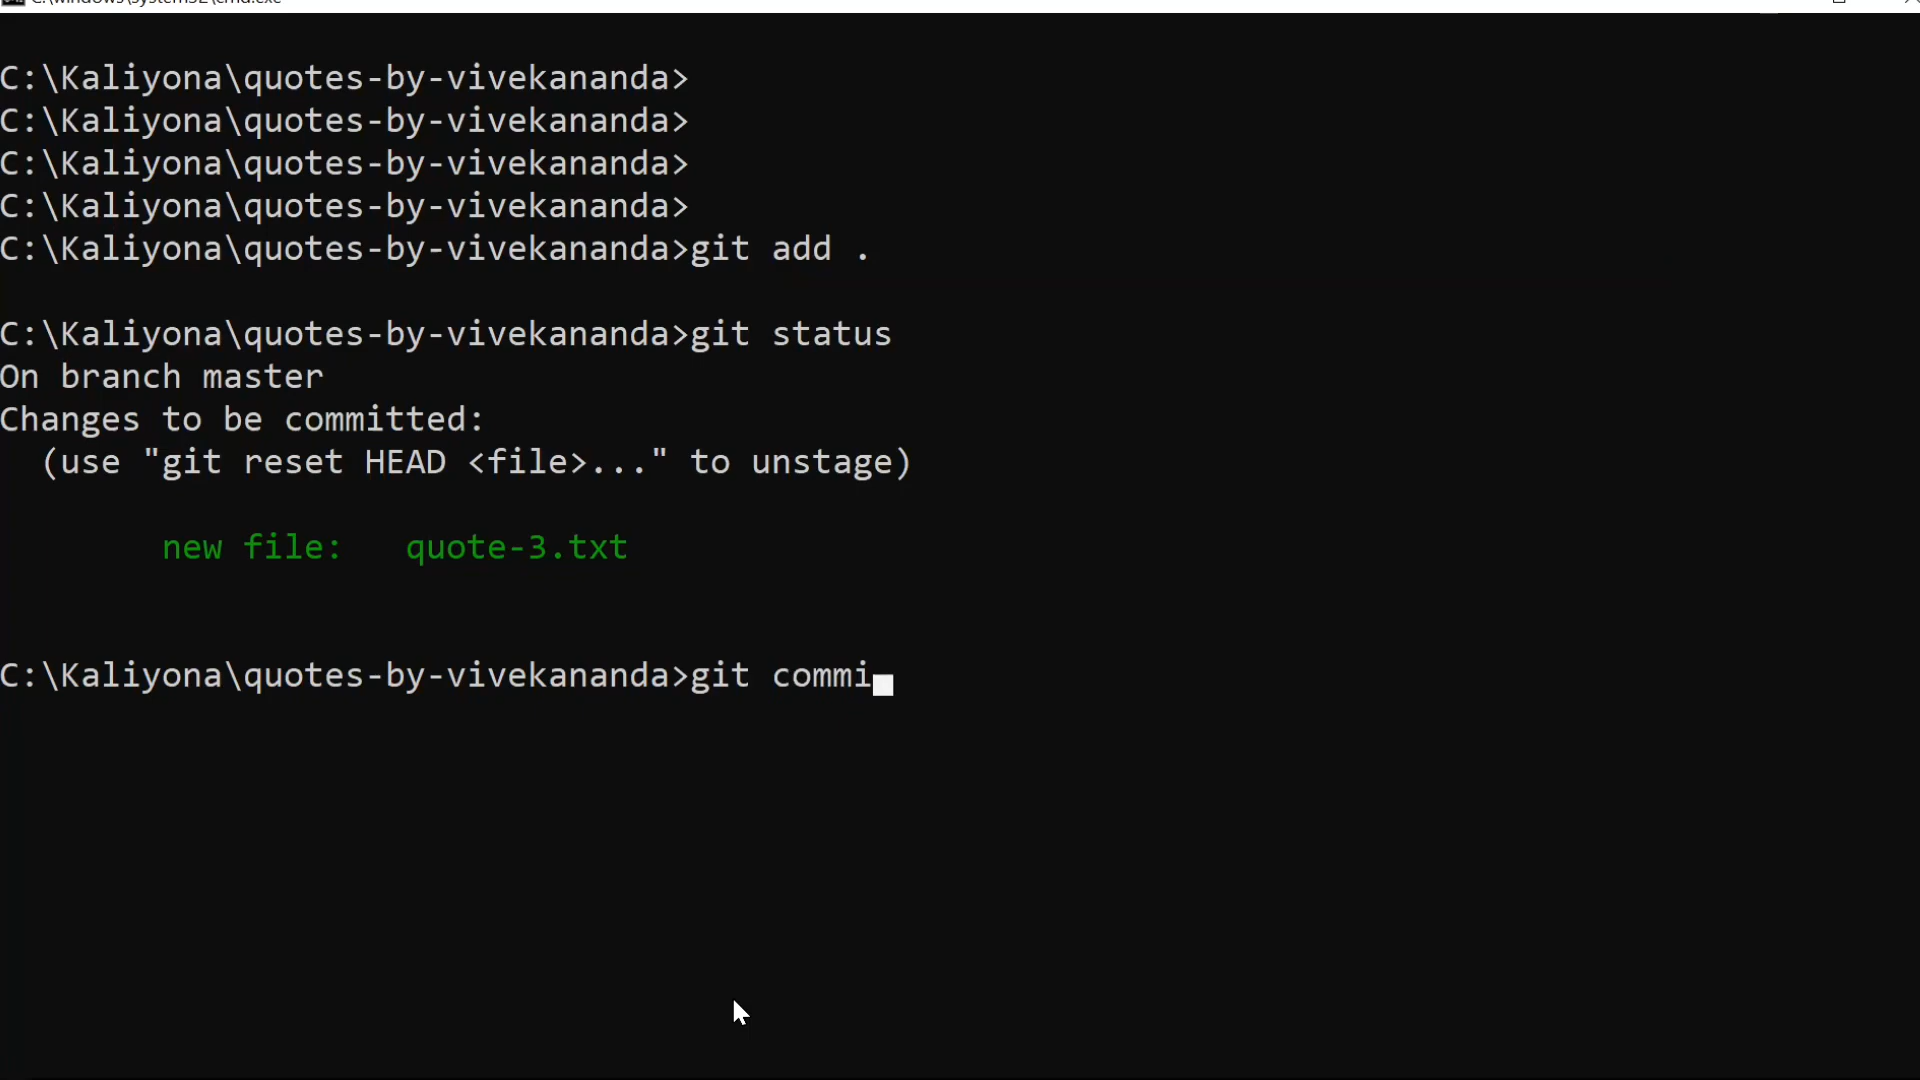 C:\windows\system32\cmd.exe
C:\Kaliyona\quotes-by-vivekananda>
C:\Kaliyona\quotes-by-vivekananda>
C:\Kaliyona\quotes-by-vivekananda>
C:\Kaliyona\quotes-by-vivekananda>
C:\Kaliyona\quotes-by-vivekananda>git add .
C:\Kaliyona\quotes-by-vivekananda>git status
On branch master
Changes to be committed:
  (use "git reset HEAD <file>..." to unstage)
        new file:   quote-3.txt
C:\Kaliyona\quotes-by-vivekananda>git commi